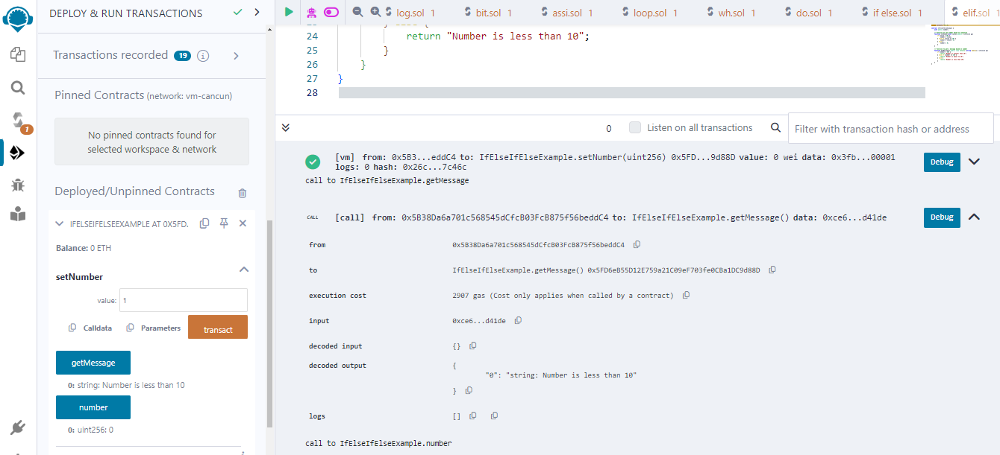 DEPLOY & RUN TRANSACTIONS
Transactions recorded 19
Pinned Contracts (network: vm-cancun)
No pinned contracts found for
selected workspace & network
Deployed/Unpinned Contracts
IFELSEIFELSEEXAMPLE AT 0X5FD.
Balance: 0 ETH
setNumber
value: 1
Calldata Parameters transact
getMessage
0: string: Number is less than 10
number
0: uint256: 0
1
log.sol 1 bit.sol 1 assi.sol 1 loop.sol 1 wh.sol 1 do.sol 1 if else.sol 1 elif.sol 1
24 return "Number is less than 10";
25 }
26 }
27 }
28
0 Listen on all transactions Filter with transaction hash or address
[vm] from: 0x5B3...eddC4 to: IfElseIfElseExample.setNumber(uint256) 0x5FD...9d88D value: 0 wei data: 0x3fb...00001
logs: 0 hash: 0x26c...7c46c
Debug
call to IfElseIfElseExample.getMessage
CALL [call] from: 0x5B38Da6a701c568545dCfcB03FcB875f56beddC4 to: IfElseIfElseExample.getMessage() data: 0xce6...d41de
Debug
from 0x5B38Da6a701c568545dCfcB03FcB875f56beddC4
to IfElseIfElseExample.getMessage() 0x5FD6eB55D12E759a21C09eF703fe0CBa1DC9d88D
execution cost 2907 gas (Cost only applies when called by a contract)
input 0xce6...d41de
decoded input {}
decoded output {
"0": "string: Number is less than 10"
}
logs []
call to IfElseIfElseExample.number